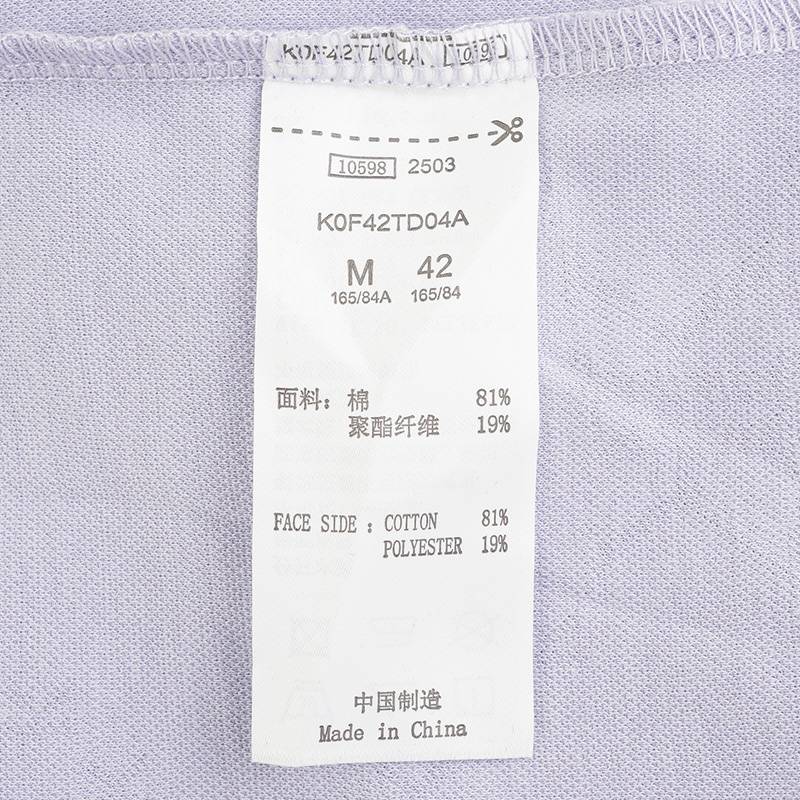 K0F42TD04A [09]
10598 2503
K0F42TD04A
M 42
165/84A 165/84
面料: 棉 81%
聚酯纤维 19%
FACE SIDE : COTTON 81%
POLYESTER 19%
中国制造
Made in China